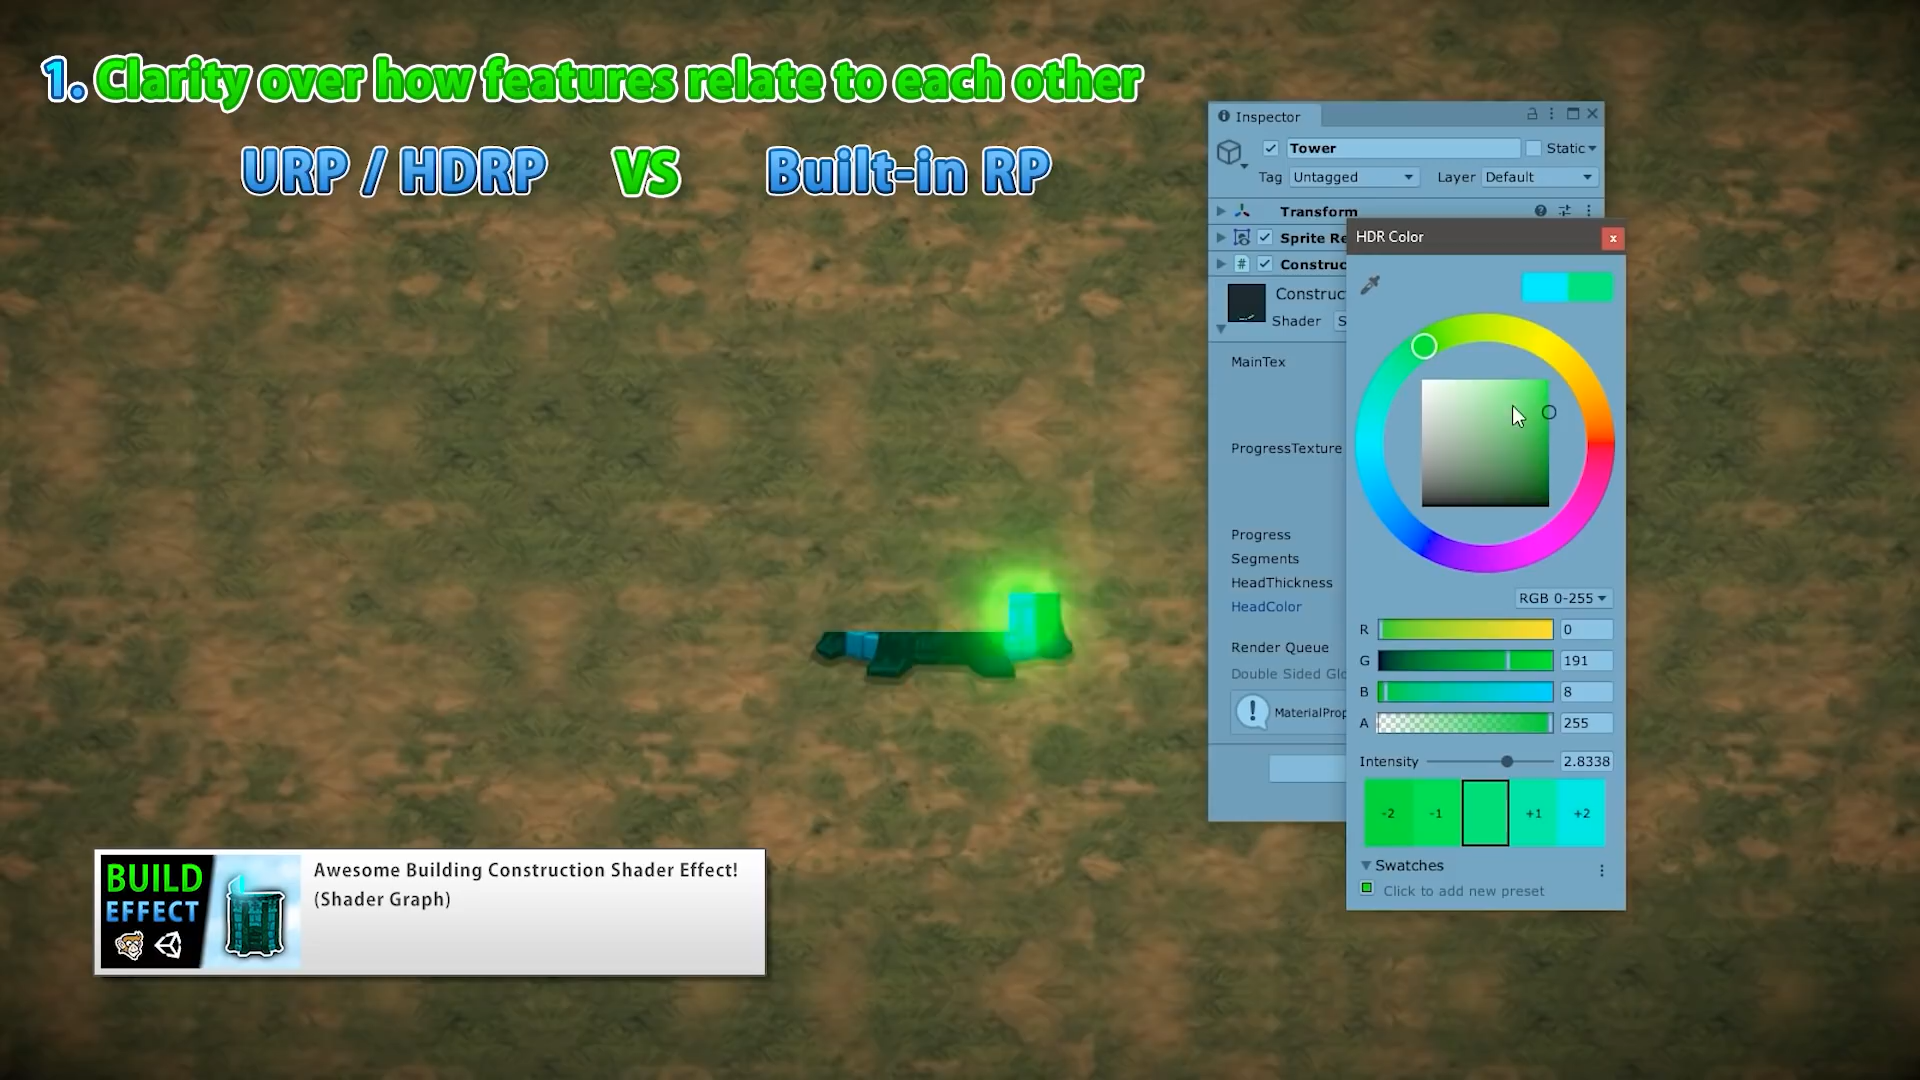 1. Clarity over how features relate to each other
URP / HDRP VS Built-in RP
Inspector
Tower
Static
Tag Untagged Layer Default
Transform
Sprite Re
Construc
Construc
Shader S
MainTex
ProgressTexture
Progress
Segments
HeadThickness
HeadColor
Render Queue
Double Sided Glo
MaterialProp
HDR Color
RGB 0-255
R 0
G 191
B 8
A 255
Intensity 2.8338
-2 -1 +1 +2
Swatches
Click to add new preset
BUILD
EFFECT
Awesome Building Construction Shader Effect!
(Shader Graph)